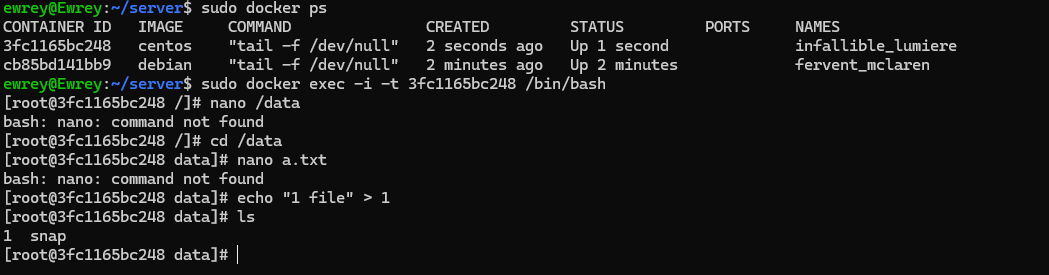 ewrey@Ewrey:~/server$ sudo docker ps
CONTAINER ID   IMAGE     COMMAND               CREATED         STATUS         PORTS     NAMES
3fc1165bc248   centos    "tail -f /dev/null"   2 seconds ago   Up 1 second              infallible_lumiere
cb85bd141bb9   debian    "tail -f /dev/null"   2 minutes ago   Up 2 minutes             fervent_mclaren
ewrey@Ewrey:~/server$ sudo docker exec -i -t 3fc1165bc248 /bin/bash
[root@3fc1165bc248 /]# nano /data
bash: nano: command not found
[root@3fc1165bc248 /]# cd /data
[root@3fc1165bc248 data]# nano a.txt
bash: nano: command not found
[root@3fc1165bc248 data]# echo "1 file" > 1
[root@3fc1165bc248 data]# ls
1  snap
[root@3fc1165bc248 data]#